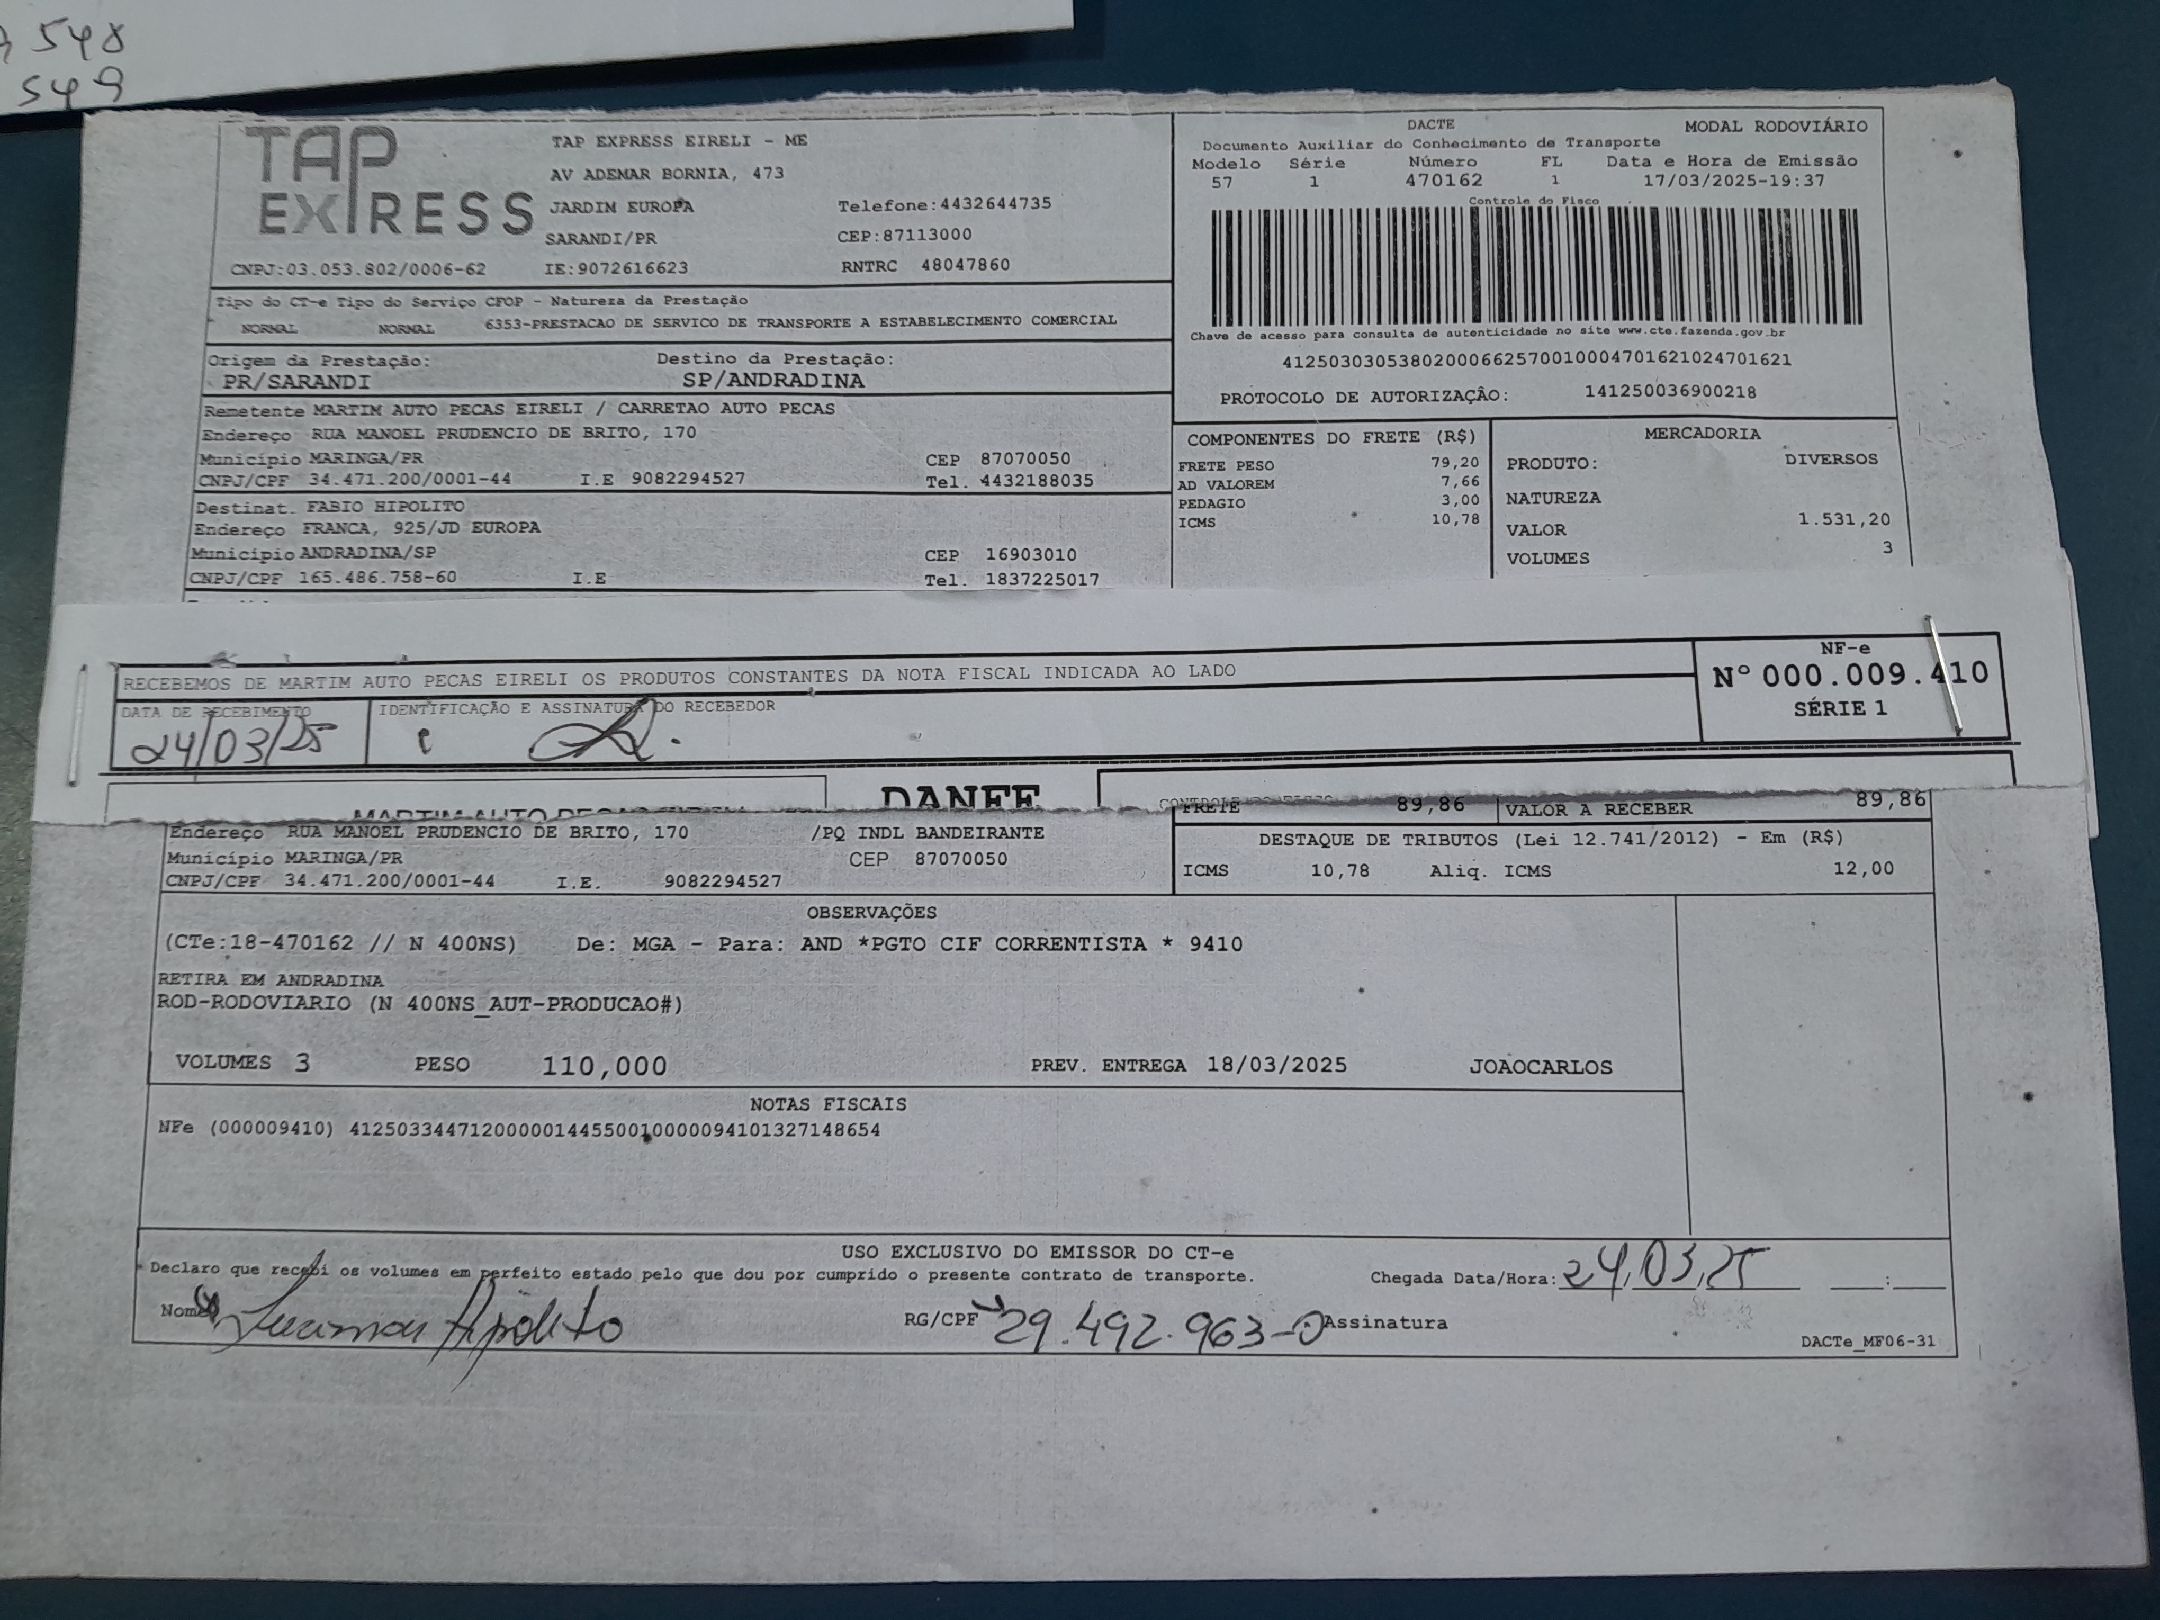 548
549
TAP EXPRESS
TAP EXPRESS EIRELI - ME
AV ADEMAR BORNIA, 473
JARDIM EUROPA Telefone:4432644735
SARANDI/PR CEP:87113000
CNPJ:03.053.802/0006-62 IE:9072616623 RNTRC 48047860
DACTE MODAL RODOVIÁRIO
Documento Auxiliar do Conhecimento de Transporte
Modelo Série Número FL Data e Hora de Emissão
57 1 470162 1 17/03/2025-19:37
Controle do Fisco
Chave de acesso para consulta de autenticidade no site www.cte.fazenda.gov.br
41250303053802000662570010004701621024701621
PROTOCOLO DE AUTORIZAÇÂO: 141250036900218
Tipo do CT-e Tipo do Serviço CFOP - Natureza da Prestação
NORMAL NORMAL 6353-PRESTACAO DE SERVICO DE TRANSPORTE A ESTABELECIMENTO COMERCIAL
Origem da Prestação: Destino da Prestação:
PR/SARANDI SP/ANDRADINA
Remetente MARTIM AUTO PECAS EIRELI / CARRETAO AUTO PECAS
Endereço RUA MANOEL PRUDENCIO DE BRITO, 170
Município MARINGA/PR CEP 87070050
CNPJ/CPF 34.471.200/0001-44 I.E 9082294527 Tel. 4432188035
Destinat. FABIO HIPOLITO
Endereço FRANCA, 925/JD EUROPA
Município ANDRADINA/SP CEP 16903010
CNPJ/CPF 165.486.758-60 I.E Tel. 1837225017
COMPONENTES DO FRETE (R$)
FRETE PESO 79,20
AD VALOREM 7,66
PEDAGIO 3,00
ICMS 10,78
MERCADORIA
PRODUTO: DIVERSOS
NATUREZA
VALOR 1.531,20
VOLUMES 3
RECEBEMOS DE MARTIM AUTO PECAS EIRELI OS PRODUTOS CONSTANTES DA NOTA FISCAL INDICADA AO LADO
NF-e
N° 000.009.410
SÉRIE 1
DATA DE RECEBIMENTO IDENTIFICAÇÃO E ASSINATURA DO RECEBEDOR
24/03/25
DANFE
MARTIM AUTO PECAS EIRELI CONTROLE DO FISCO
FRETE 89,86 VALOR A RECEBER 89,86
Endereço RUA MANOEL PRUDENCIO DE BRITO, 170 /PQ INDL BANDEIRANTE
Município MARINGA/PR CEP 87070050
CNPJ/CPF 34.471.200/0001-44 I.E. 9082294527
DESTAQUE DE TRIBUTOS (Lei 12.741/2012) - Em (R$)
ICMS 10,78 Aliq. ICMS 12,00
OBSERVAÇÕES
(CTe:18-470162 // N 400NS) De: MGA - Para: AND *PGTO CIF CORRENTISTA * 9410
RETIRA EM ANDRADINA
ROD-RODOVIARIO (N 400NS_AUT-PRODUCAO#)
VOLUMES 3 PESO 110,000 PREV. ENTREGA 18/03/2025 JOAOCARLOS
NOTAS FISCAIS
NFe (000009410) 41250334471200000144550010000094101327148654
USO EXCLUSIVO DO EMISSOR DO CT-e
Declaro que recebi os volumes em perfeito estado pelo que dou por cumprido o presente contrato de transporte. Chegada Data/Hora: 24,03,25 :
Nome Hipolito RG/CPF 29.492.963-0 Assinatura
DACTe_MF06-31